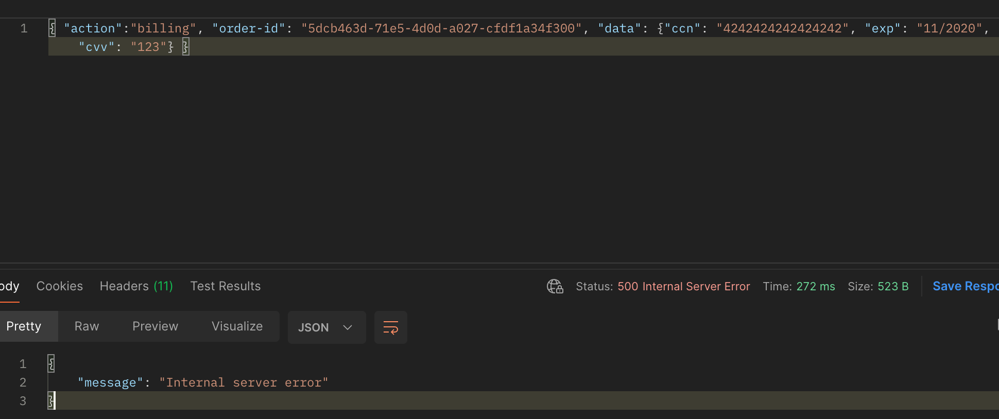 1 { "action":"billing", "order-id": "5dcb463d-71e5-4d0d-a027-cfdf1a34f300", "data": {"ccn": "4242424242424242", "exp": "11/2020",
"cvv": "123"} }
ody Cookies Headers (11) Test Results Status: 500 Internal Server Error Time: 272 ms Size: 523 B Save Respo
Pretty Raw Preview Visualize JSON
1 {
2 "message": "Internal server error"
3 }